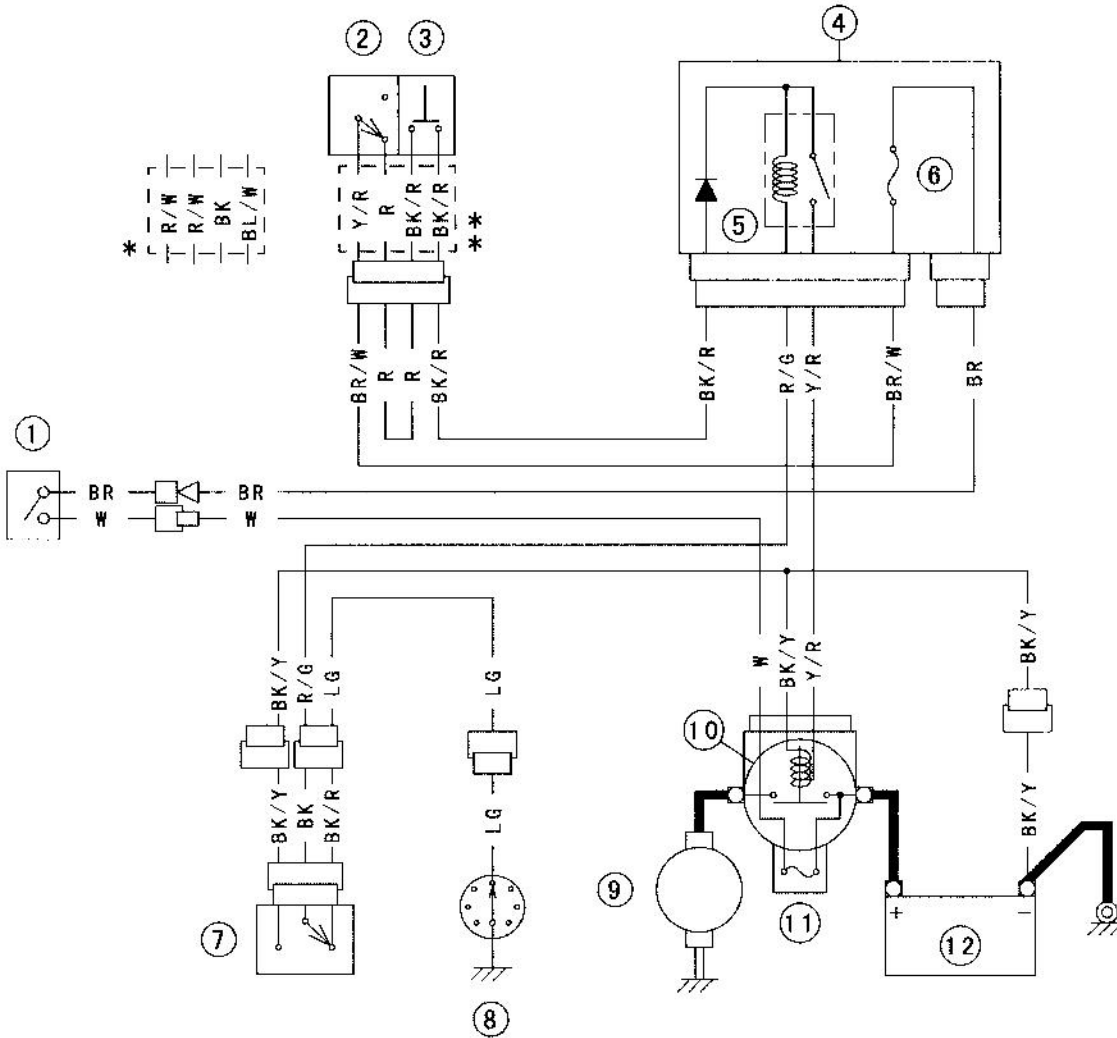 ② ③ ④
R/W R/W BK BL/W
*
Y/R R BK/R BK/R
*
*
⑤ ⑥
BR/W R R BK/R
BK/R R/G Y/R BR/W BR
①
BR BR
W W
BK/Y R/G LG LG
W BK/Y Y/R BK/Y
⑩
BK/Y BK BK/R LG
BK/Y
⑨ ⑪
+ −
⑦ ⑫
⑧